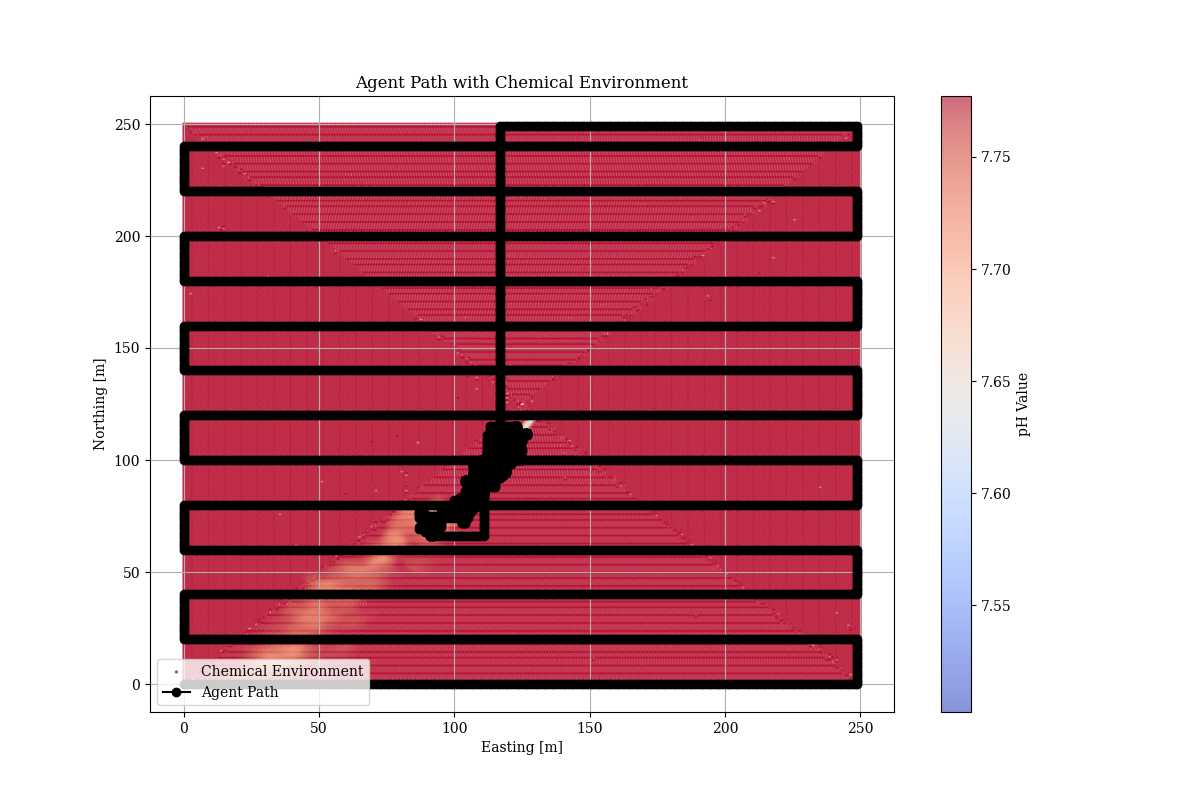 Agent Path with Chemical Environment
250
200
150
100
50
0
Northing [m]
0
50
100
150
200
250
Easting [m]
Chemical Environment
Agent Path
7.75
7.70
7.65
7.60
7.55
pH Value